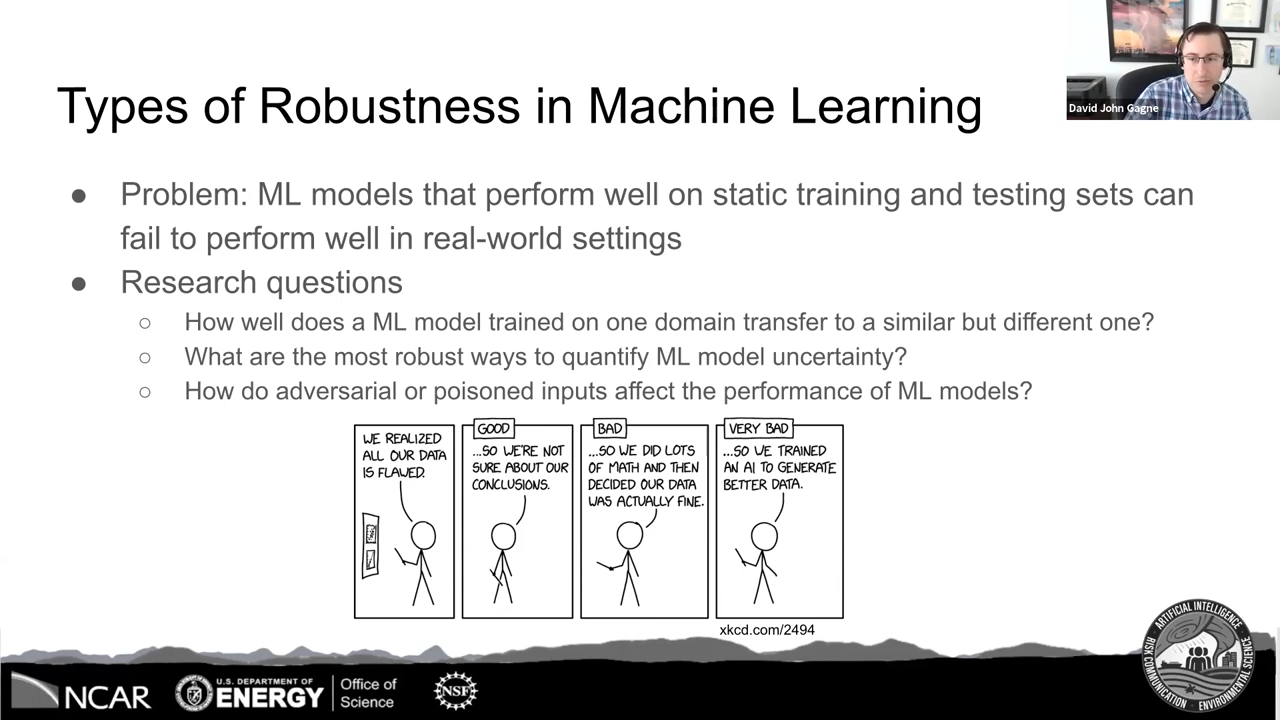 Types of Robustness in Machine Learning
David John Gagne
● Problem: ML models that perform well on static training and testing sets can
fail to perform well in real-world settings
● Research questions
○ How well does a ML model trained on one domain transfer to a similar but different one?
○ What are the most robust ways to quantify ML model uncertainty?
○ How do adversarial or poisoned inputs affect the performance of ML models?
WE REALIZED
ALL OUR DATA
IS FLAWED.
GOOD
...SO WE'RE NOT
SURE ABOUT OUR
CONCLUSIONS.
BAD
...SO WE DID LOTS
OF MATH AND THEN
DECIDED OUR DATA
WAS ACTUALLY FINE.
VERY BAD
...SO WE TRAINED
AN AI TO GENERATE
BETTER DATA.
xkcd.com/2494
NCAR
U.S. DEPARTMENT OF
ENERGY
Office of
Science
NSF
ARTIFICIAL INTELLIGENCE
RISK COMMUNICATION · ENVIRONMENTAL SCIENCE